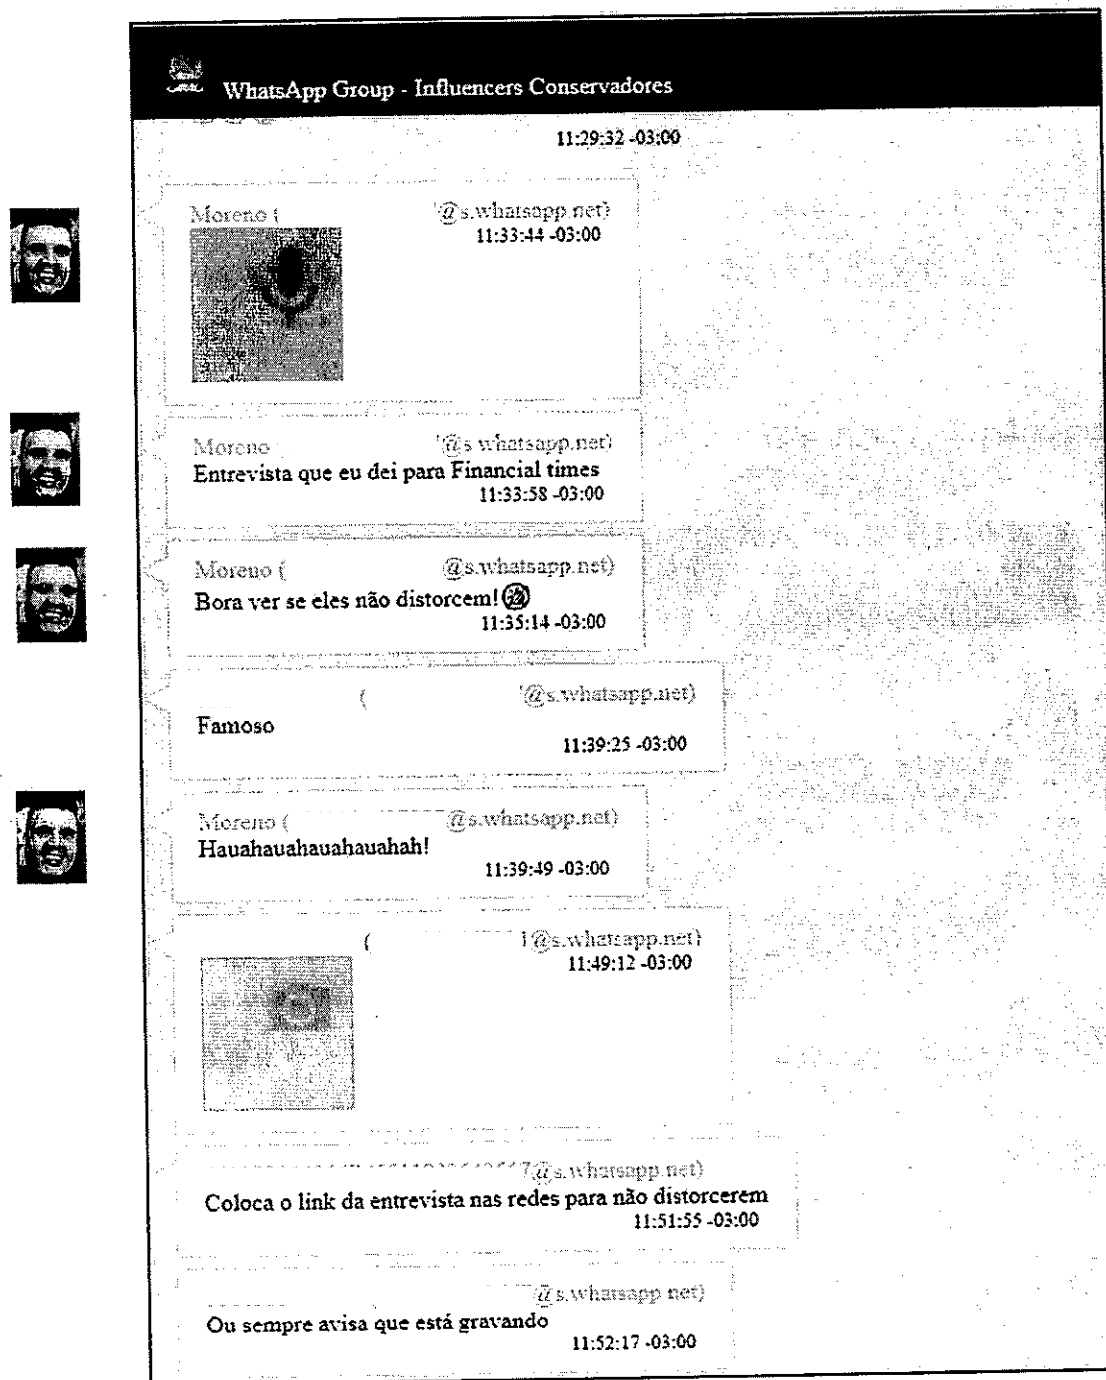 WhatsApp Group - Influencers Conservadores
11:29:32 -03:00
Moreno ( '@s.whatsapp.net)
11:33:44 -03:00
Moreno '@s.whatsapp.net)
Entrevista que eu dei para Financial times
11:33:58 -03:00
Moreno ( @s.whatsapp.net)
Bora ver se eles não distorcem!
11:35:14 -03:00
( '@s.whatsapp.net)
Famoso
11:39:25 -03:00
Moreno ( @s.whatsapp.net)
Hauahauahauahauahah!
11:39:49 -03:00
( 1@s.whatsapp.net)
11:49:12 -03:00
7@s.whatsapp.net)
Coloca o link da entrevista nas redes para não distorcerem
11:51:55 -03:00
@s.whatsapp.net)
Ou sempre avisa que está gravando
11:52:17 -03:00